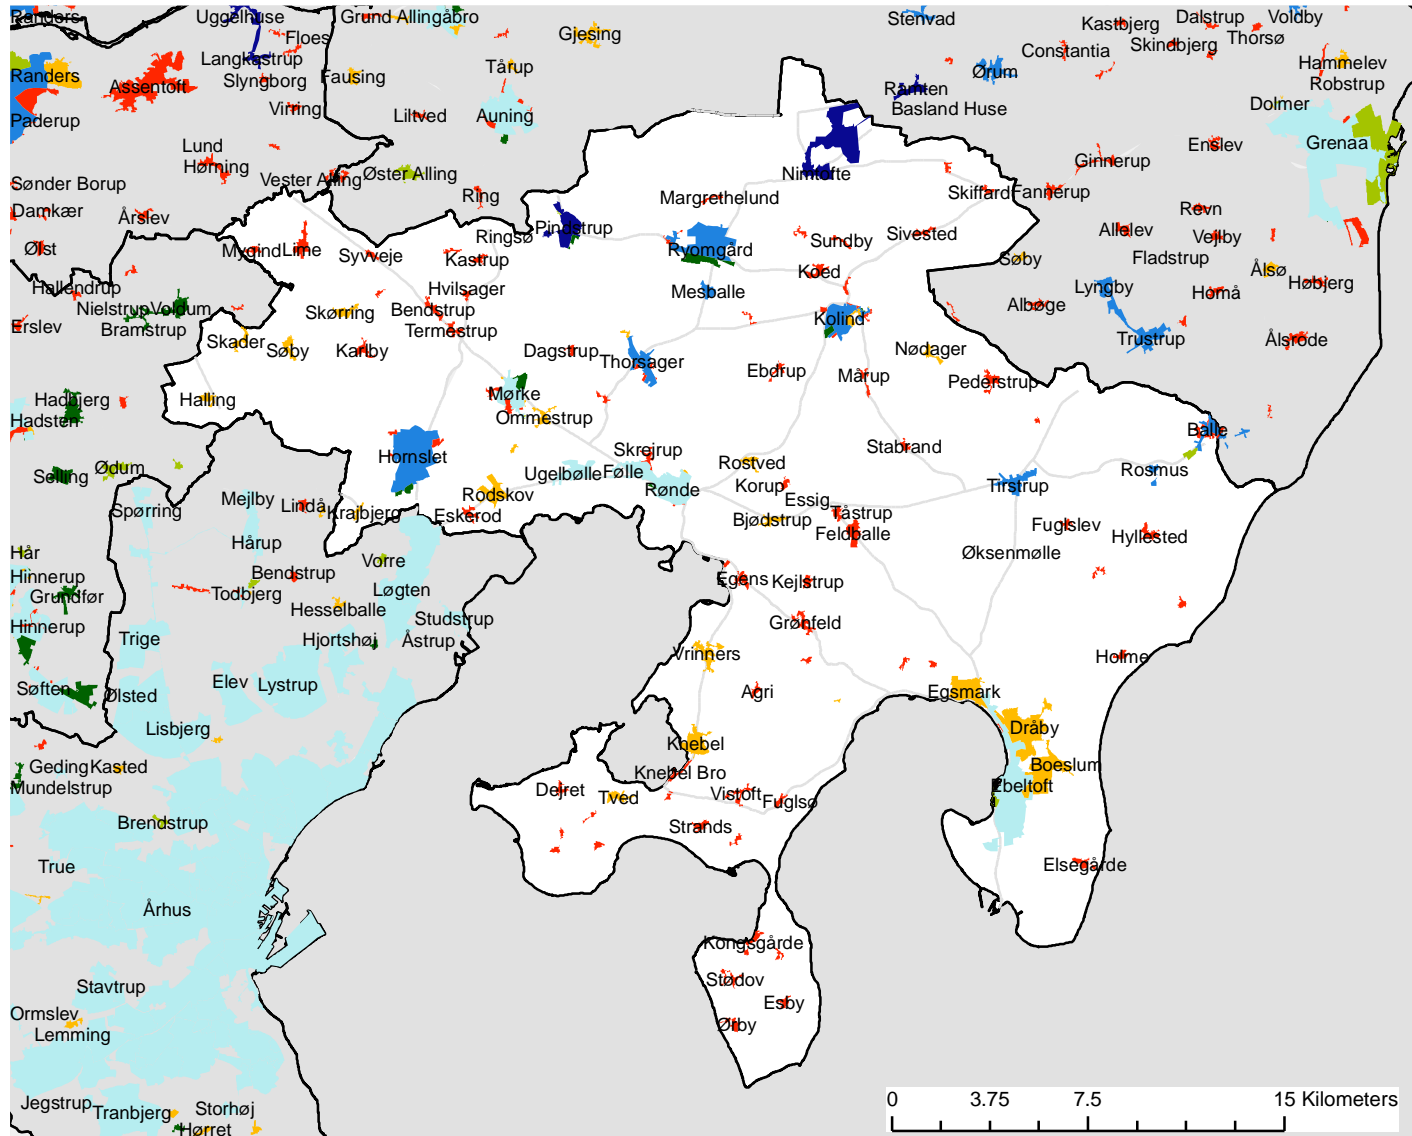 Randers
Uggelhuse
Grund
Allingåbro
Gjesing
Stenvad
Kastbjerg
Dalstrup
Voldby
Floes
Thorsø
Skindbjerg
Constantia
Langkastrup
Hammelev
Randers
Slyngborg
Fausing
Tårup
Ørum
Robstrup
Assentoft
Ramten
Basland Huse
Dolmer
Virring
Liltved
Auning
Paderup
Grenaa
Lund
Enslev
Hørning
Ginnerup
Vester Alling
Øster Alling
Nimtofte
Sønder Borup
Ring
Margrethelund
Skiffard
Fannerup
Damkær
Årslev
Revn
Pindstrup
Ringsø
Allelev
Vejlby
Ølst
Mygind
Lime
Syvveje
Kastrup
Ryomgård
Sundby
Sivested
Fladstrup
Søby
Ålsø
Koed
Hallendrup
Hvilsager
Mesballe
Lyngby
Homå
Høbjerg
Nielstrup
Voldum
Skørring
Bendstrup
Albøge
Erslev
Bramstrup
Termestrup
Kolind
Trustrup
Ålsrode
Skader
Søby
Karlby
Dagstrup
Thorsager
Nødager
Ebdrup
Mårup
Pederstrup
Hadbjerg
Halling
Mørke
Ommestrup
Hadsten
Balle
Hornslet
Skrejrup
Stabrand
Selling
Ødum
Ugelbølle
Følle
Rostved
Rosmus
Rønde
Korup
Tirstrup
Mejlby
Lindå
Krajbjerg
Rodskov
Essig
Spørring
Eskerod
Bjødstrup
Tåstrup
Feldballe
Fuglslev
Hyllested
Hår
Hårup
Øksenmølle
Hinnerup
Bendstrup
Vorre
Egens
Kejlstrup
Grundfør
Todbjerg
Løgten
Hesselballe
Studstrup
Grønfeld
Hinnerup
Trige
Hjortshøj
Åstrup
Vrinners
Holme
Søften
Ølsted
Elev
Lystrup
Agri
Egsmark
Lisbjerg
Dråby
Knebel
Geding
Kasted
Knebel Bro
Boeslum
Mundelstrup
Dejret
Tved
Vistoft
Fuglsø
Ebeltoft
Brendstrup
Strands
True
Elsegårde
Århus
Kongsgårde
Stavtrup
Stødov
Esby
Ormslev
Lemming
Ørby
Jegstrup
Tranbjerg
Storhøj
Hørret
0 3.75 7.5 15 Kilometers